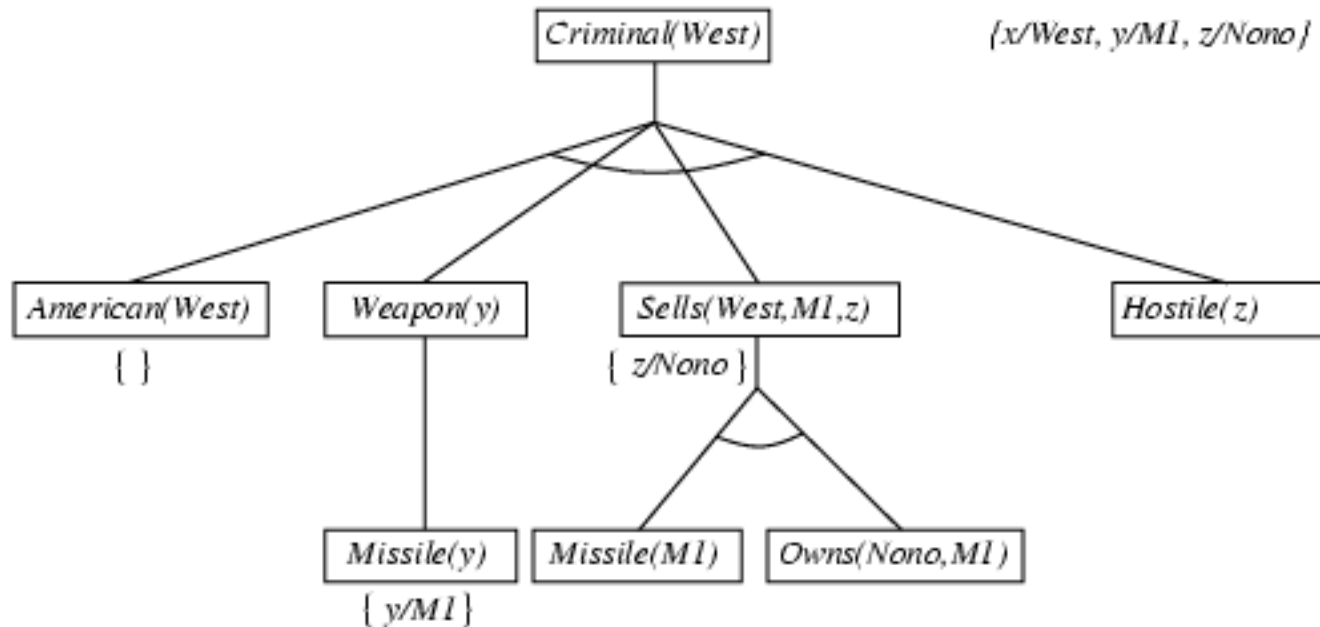 Criminal(West)
{x/West, y/M1, z/Nono}
American(West)
Weapon(y)
Sells(West,M1,z)
Hostile(z)
{ }
{ z/Nono }
Missile(y)
Missile(M1)
Owns(Nono,M1)
{ y/M1 }